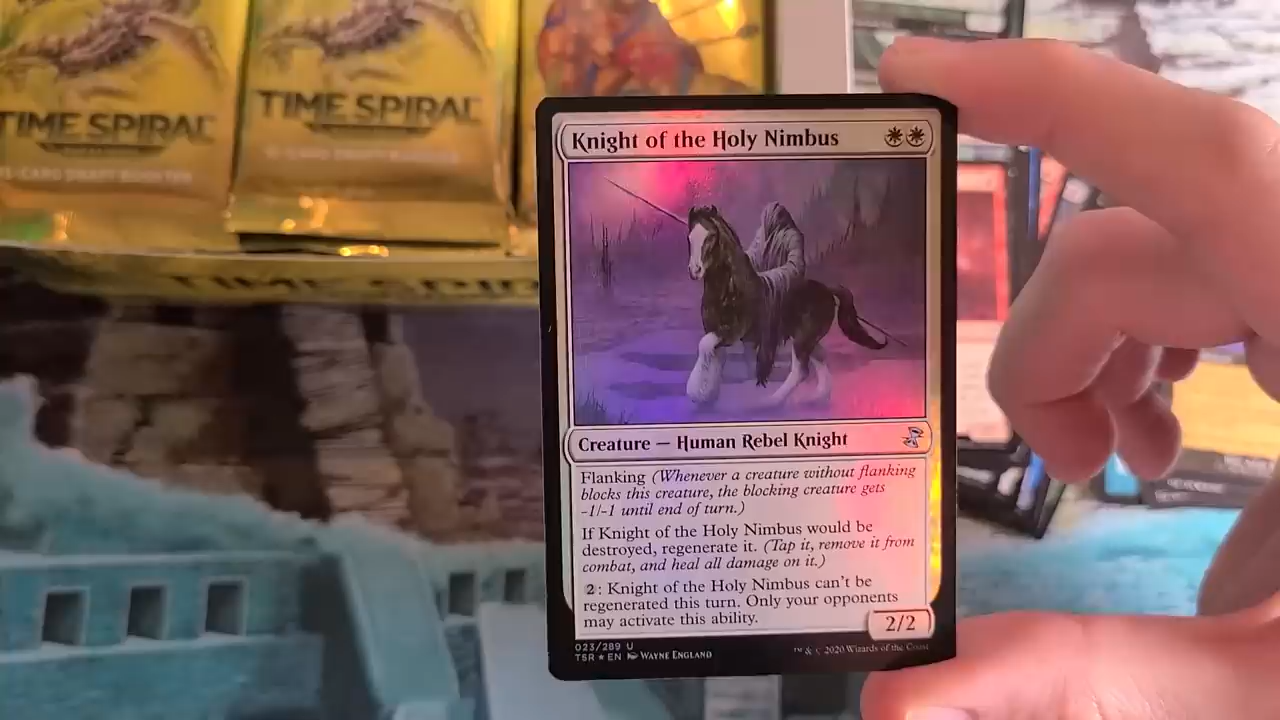 TIME SPIRAL
TIME SPIRAL
TIME SPIR
Knight of the Holy Nimbus
Creature — Human Rebel Knight
Flanking (Whenever a creature without flanking
blocks this creature, the blocking creature gets
-1/-1 until end of turn.)
If Knight of the Holy Nimbus would be
destroyed, regenerate it. (Tap it, remove it from
combat, and heal all damage on it.)
2: Knight of the Holy Nimbus can't be
regenerated this turn. Only your opponents
may activate this ability.
2/2
023/289 U
TSR ★ EN WAYNE ENGLAND
™ & © 2020 Wizards of the Coast